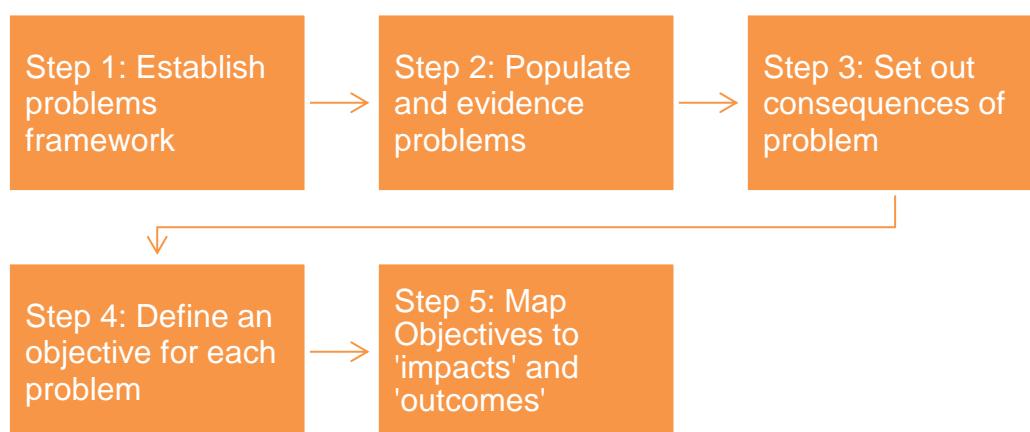 Step 1: Establish
problems
framework
Step 2: Populate
and evidence
problems
Step 3: Set out
consequences of
problem
Step 4: Define an
objective for each
problem
Step 5: Map
Objectives to
'impacts' and
'outcomes'